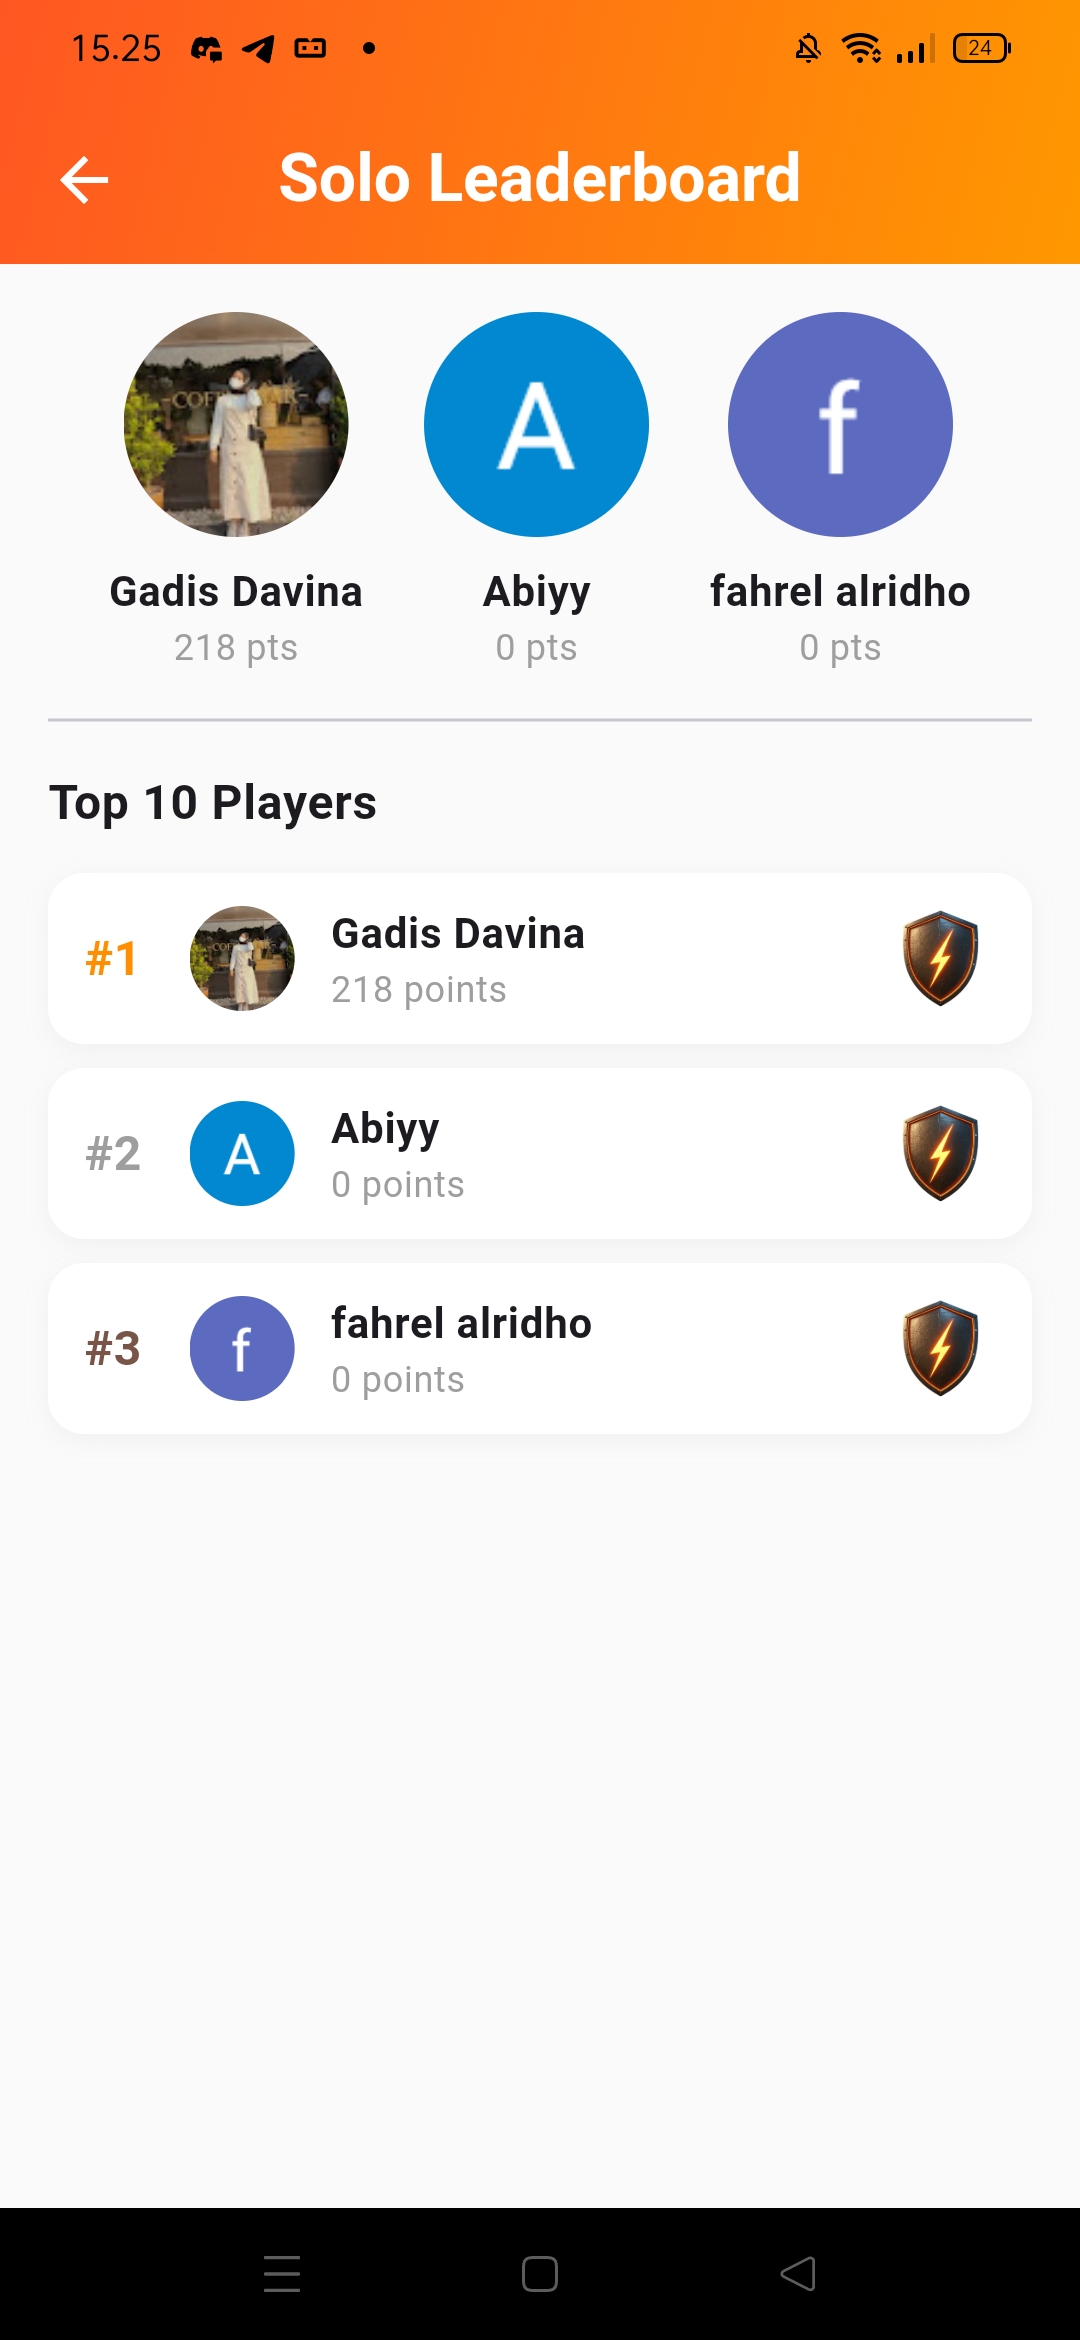 15.25
24
Solo Leaderboard
A
f
Gadis Davina
Abiyy
fahrel alridho
218 pts
0 pts
0 pts
Top 10 Players
#1
Gadis Davina
218 points
#2
A
Abiyy
0 points
#3
f
fahrel alridho
0 points